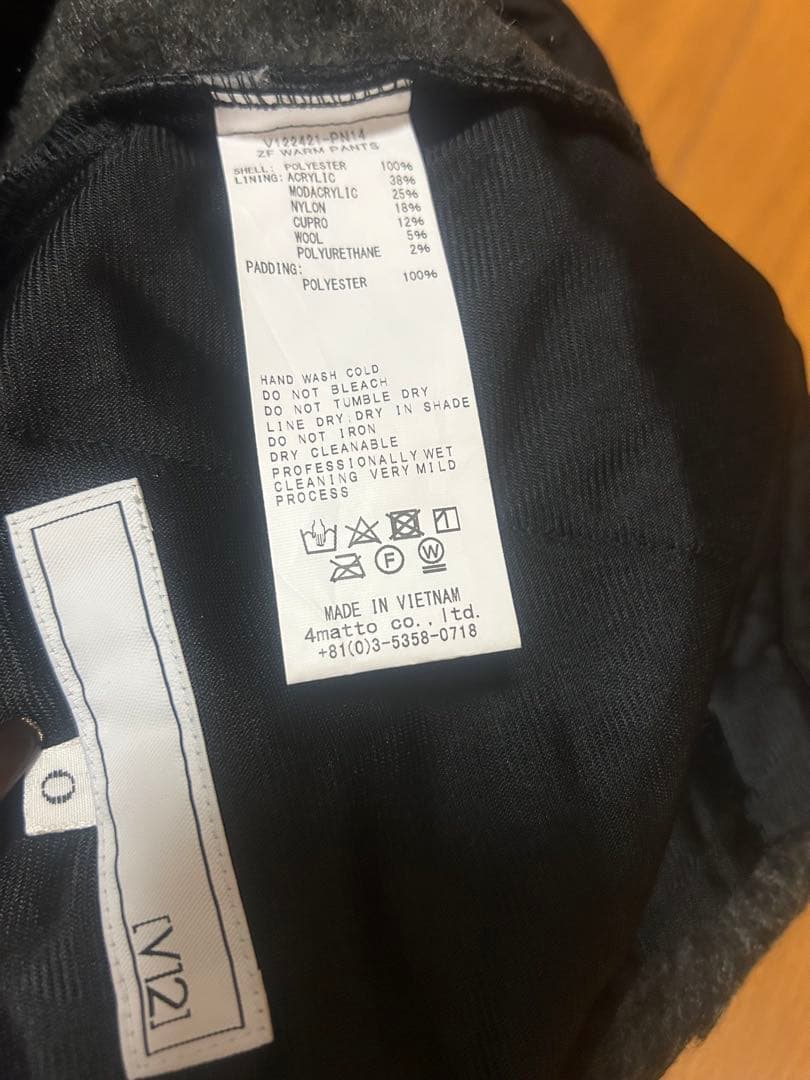 V122421-PN14
ZF WARM PANTS
SHELL: POLYESTER 100%
LINING: ACRYLIC 38%
MODACRYLIC 25%
NYLON 18%
CUPRO 12%
WOOL 5%
POLYURETHANE 2%
PADDING:
POLYESTER 100%
HAND WASH COLD
DO NOT BLEACH
DO NOT TUMBLE DRY
LINE DRY.DRY IN SHADE
DO NOT IRON
DRY CLEANABLE
PROFESSIONALLY WET
CLEANING VERY MILD
PROCESS
F W
MADE IN VIETNAM
4matto co., ltd.
+81(0)3-5358-0718
0
[V12]